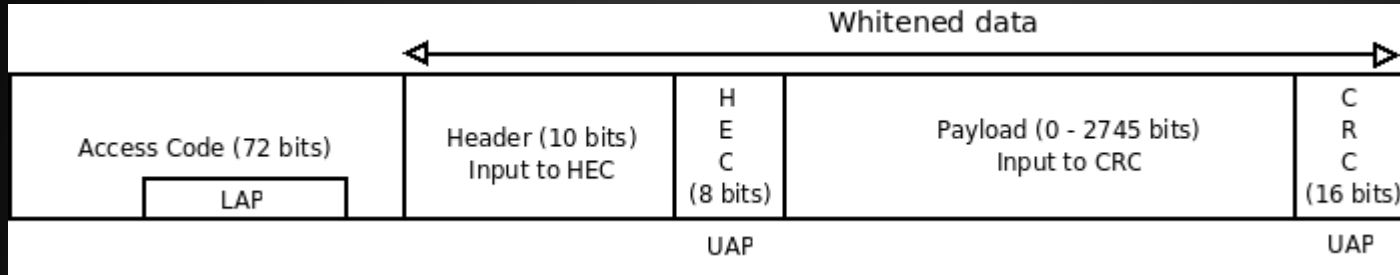 Whitened data
Access Code (72 bits)
LAP
Header (10 bits)
Input to HEC
H
E
C
(8 bits)
UAP
Payload (0 - 2745 bits)
Input to CRC
C
R
C
(16 bits)
UAP